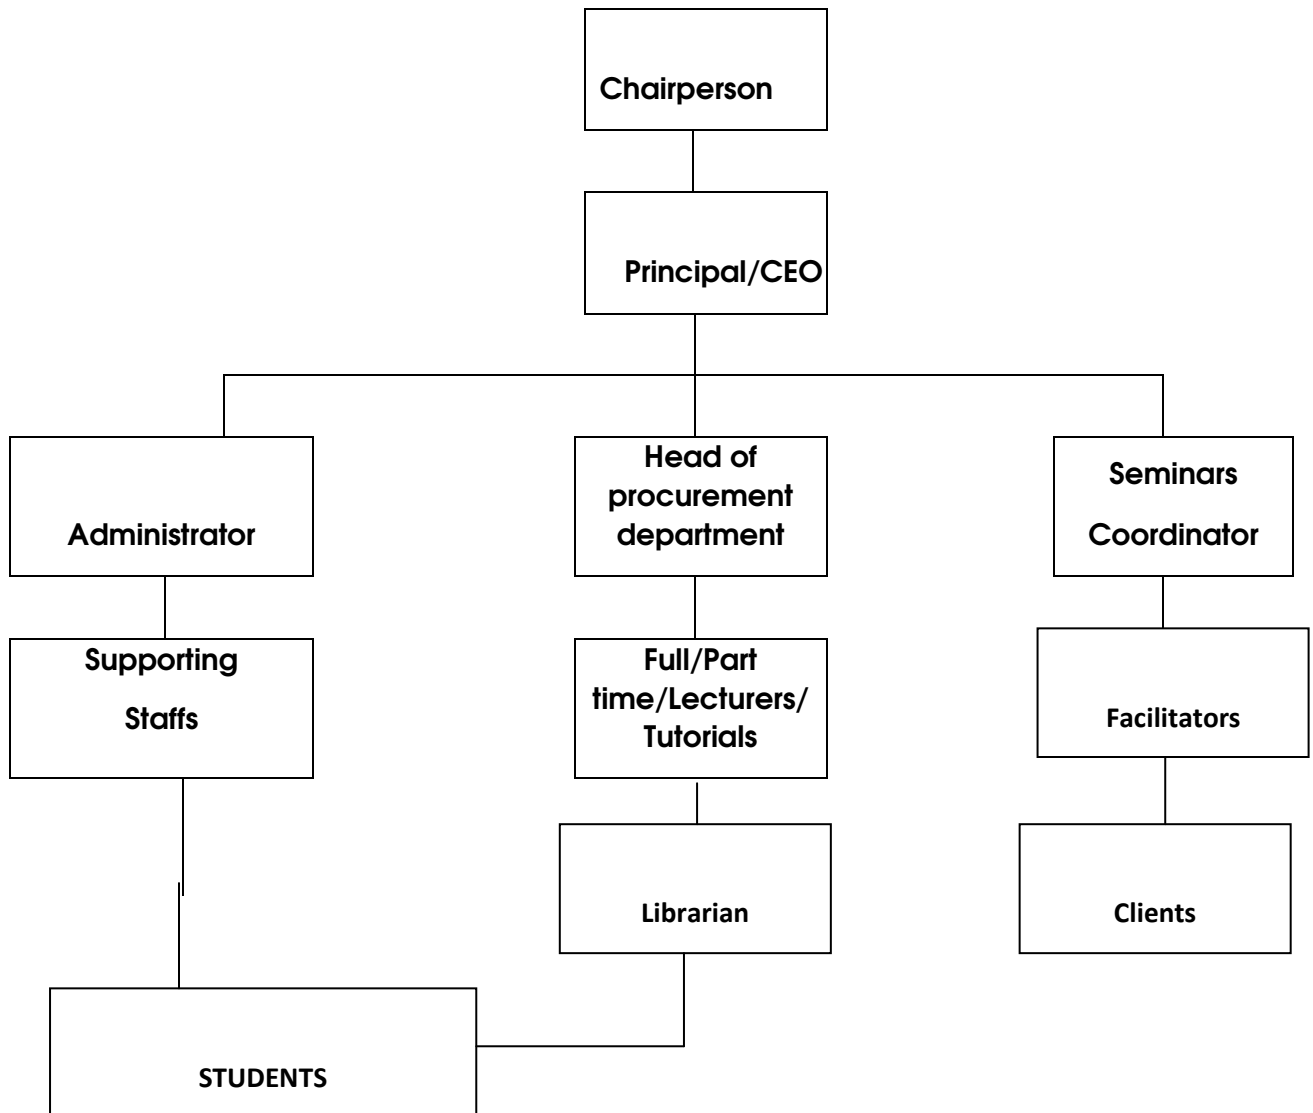 Chairperson
Principal/CEO
Administrator
Head of
procurement
department
Seminars
Coordinator
Supporting
Staffs
Full/Part
time/Lecturers/
Tutorials
Facilitators
Librarian
Clients
STUDENTS